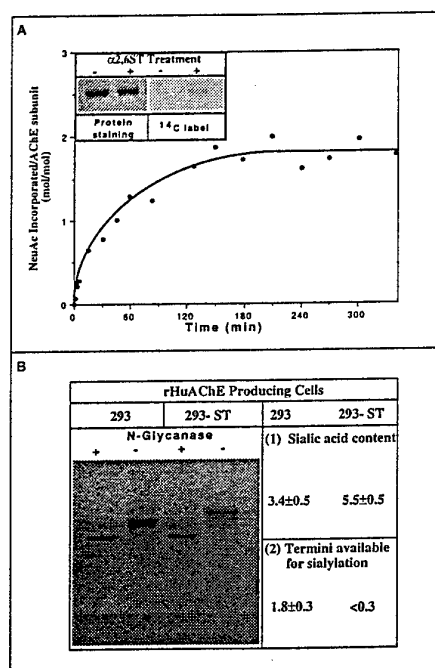 A
α2,6ST Treatment
- + - +
Protein staining
14C label
NeuAc Incorporated/AChE subunit (mol/mol)
3
2
1
0
0 60 120 180 240 300
Time (min)
B
rHuAChE Producing Cells
293 293- ST 293 293- ST
N-Glycanase
+ - + -
(1) Sialic acid content
3.4±0.5 5.5±0.5
(2) Termini available for sialylation
1.8±0.3 <0.3